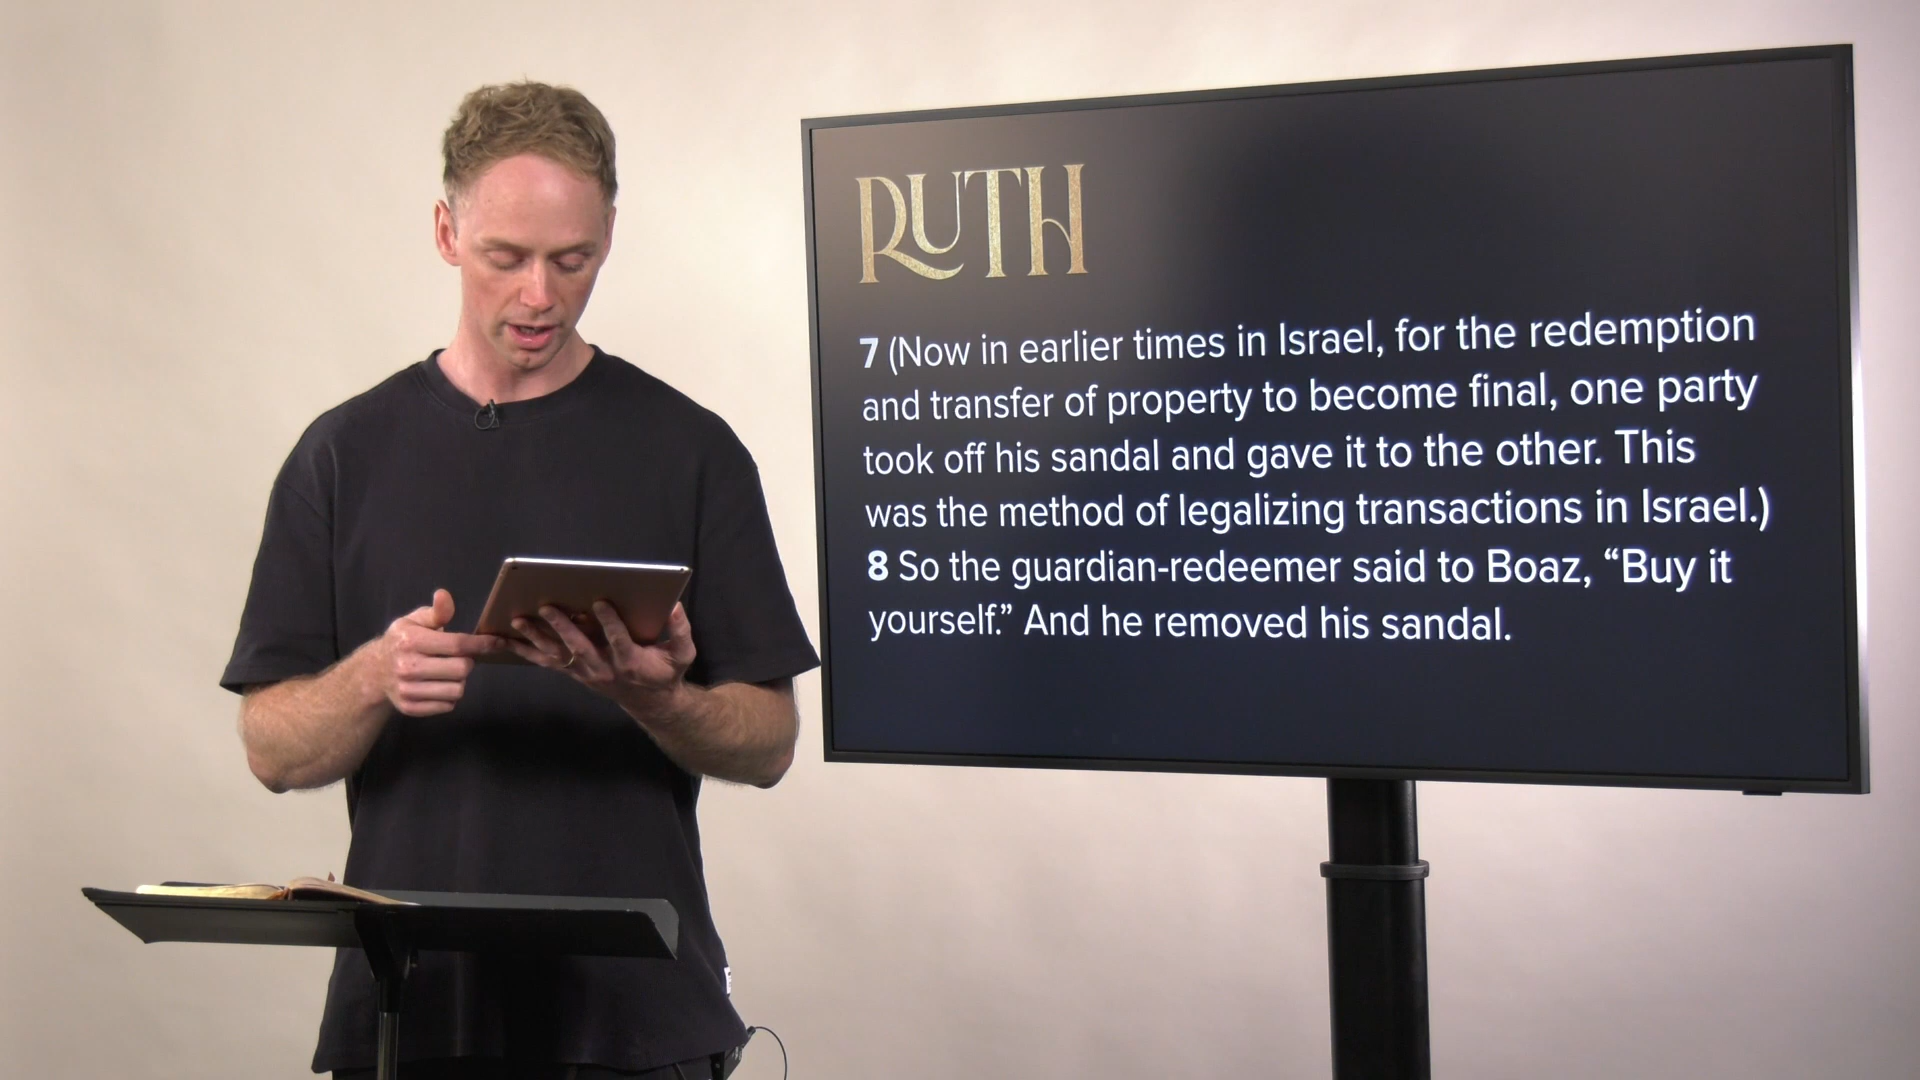 RUTH
7 (Now in earlier times in Israel, for the redemption
and transfer of property to become final, one party
took off his sandal and gave it to the other. This
was the method of legalizing transactions in Israel.)
8 So the guardian-redeemer said to Boaz, “Buy it
yourself.” And he removed his sandal.